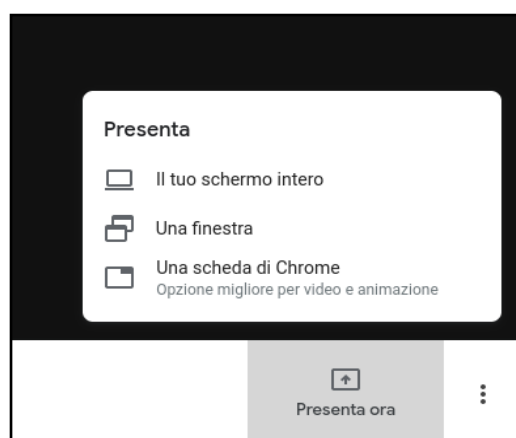 Presenta
Il tuo schermo intero
Una finestra
Una scheda di Chrome
Opzione migliore per video e animazione
Presenta ora